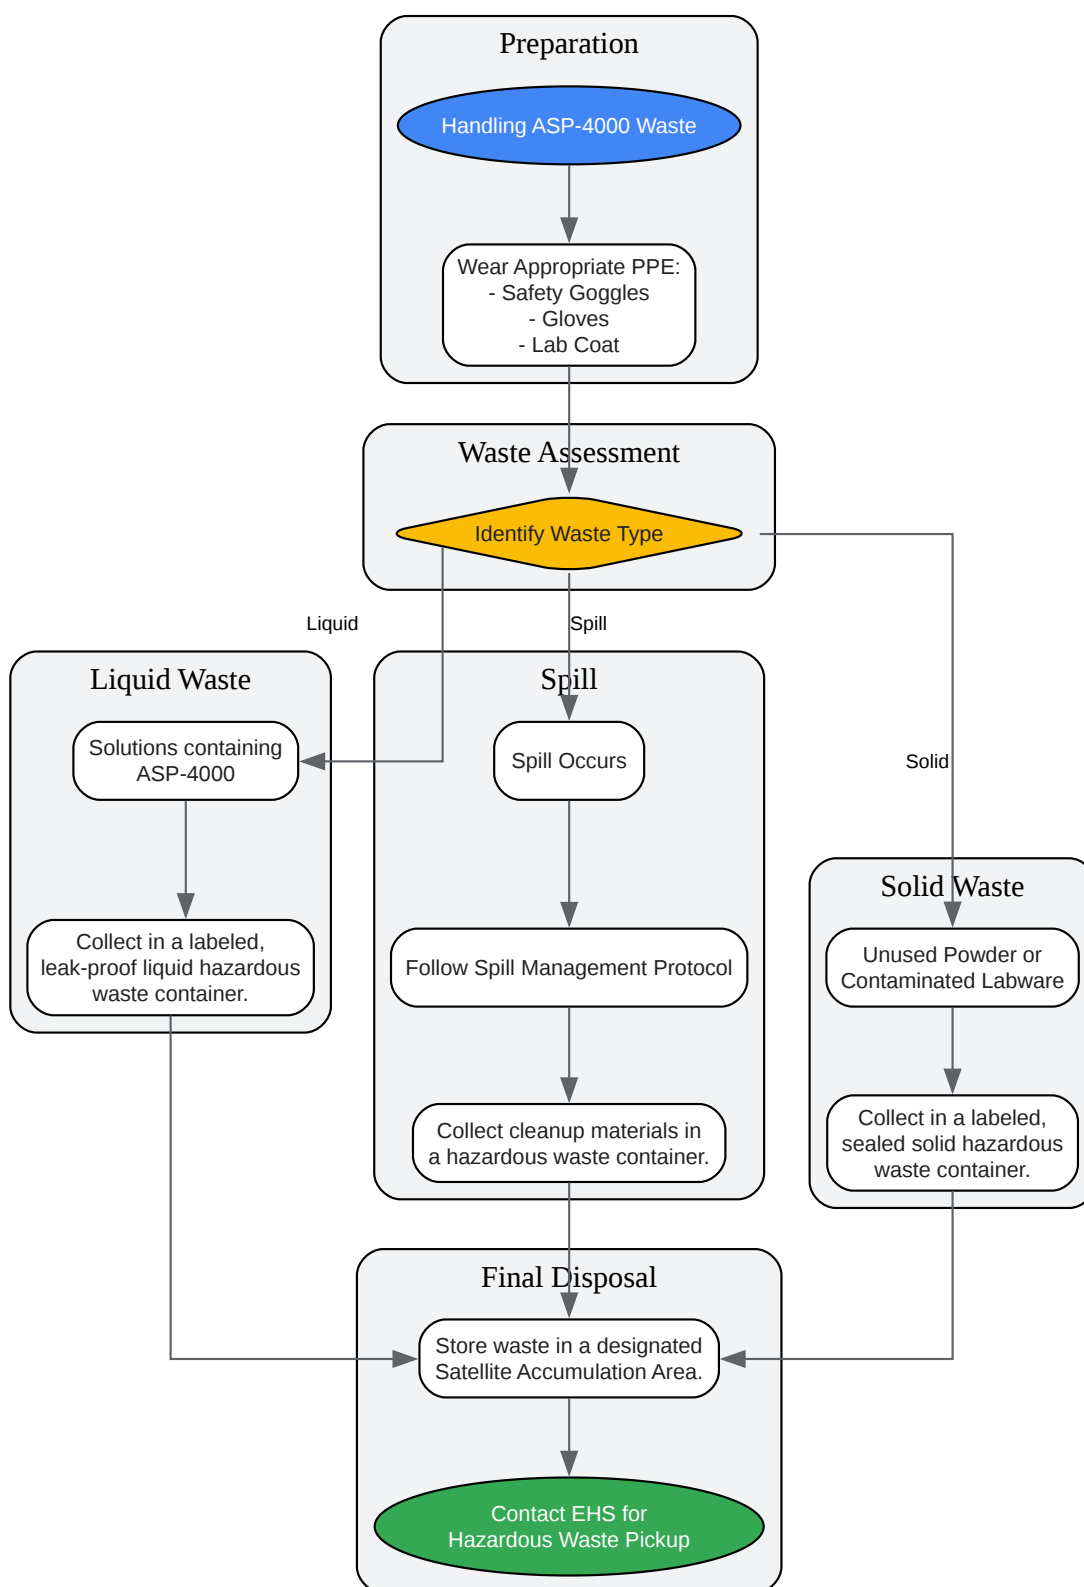 Preparation
Handling ASP-4000 Waste
Wear Appropriate PPE:
- Safety Goggles
- Gloves
- Lab Coat
Waste Assessment
Identify Waste Type
Liquid
Spill
Solid
Liquid Waste
Solutions containing
ASP-4000
Collect in a labeled,
leak-proof liquid hazardous
waste container.
Spill
Spill Occurs
Follow Spill Management Protocol
Collect cleanup materials in
a hazardous waste container.
Solid Waste
Unused Powder or
Contaminated Labware
Collect in a labeled,
sealed solid hazardous
waste container.
Final Disposal
Store waste in a designated
Satellite Accumulation Area.
Contact EHS for
Hazardous Waste Pickup